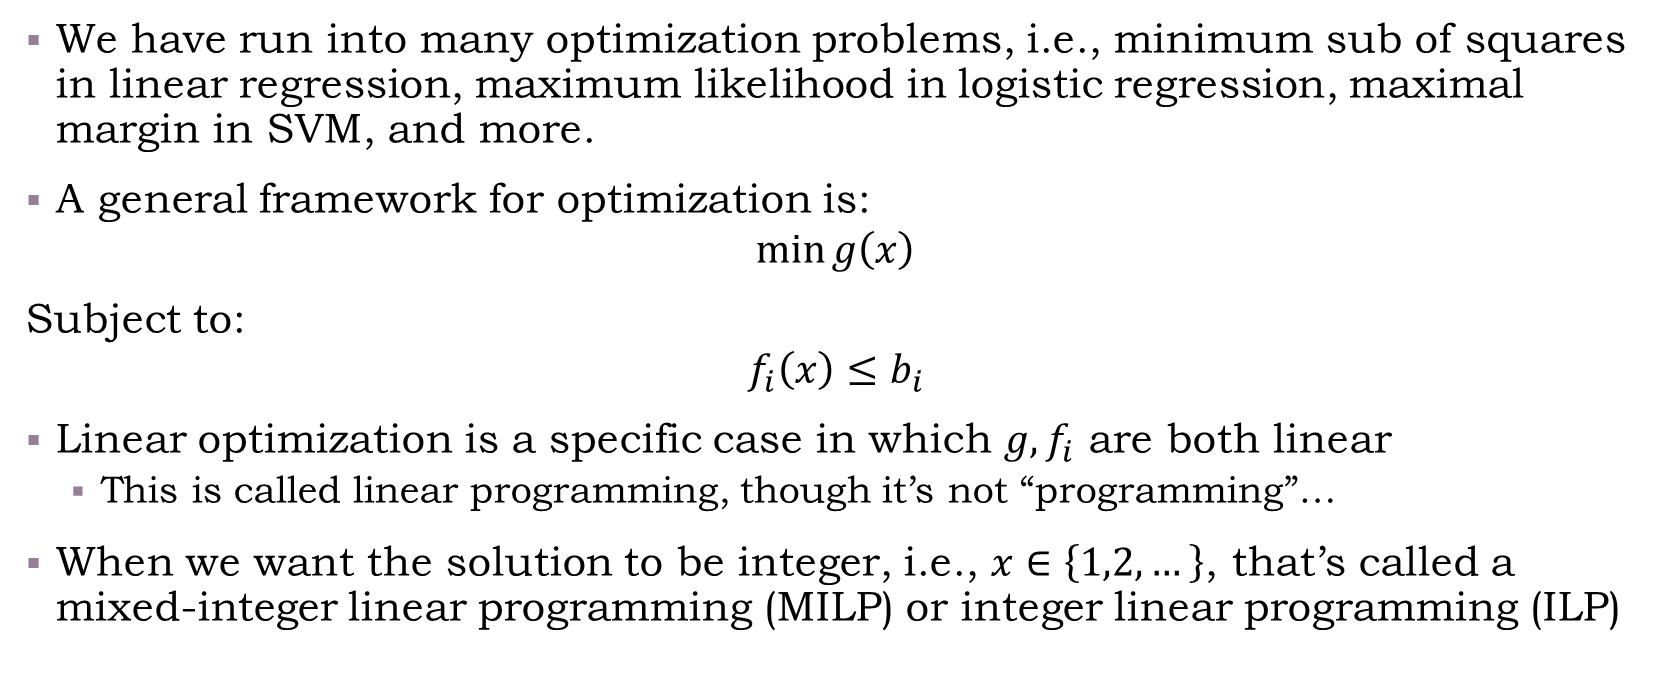 ▪ We have run into many optimization problems, i.e., minimum sub of squares
in linear regression, maximum likelihood in logistic regression, maximal
margin in SVM, and more.
▪ A general framework for optimization is:
min g(x)
Subject to:
fᵢ(x) ≤ bᵢ
▪ Linear optimization is a specific case in which g, fᵢ are both linear
▪ This is called linear programming, though it’s not “programming”…
▪ When we want the solution to be integer, i.e., x ∈ {1,2, … }, that’s called a
mixed-integer linear programming (MILP) or integer linear programming (ILP)